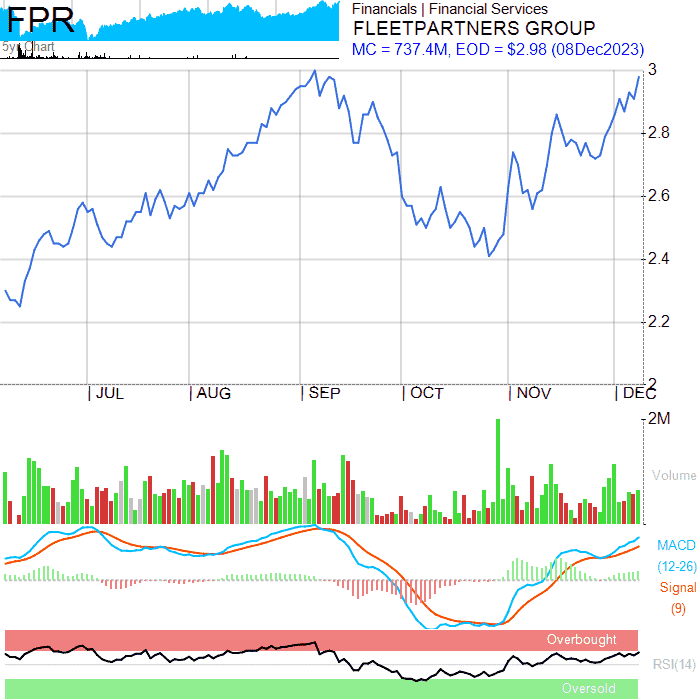 FPR
5yr Chart
Financials | Financial Services
FLEETPARTNERS GROUP
MC = 737.4M, EOD = $2.98 (08Dec2023)
3
2.8
2.6
2.4
2.2
2
JUL AUG SEP OCT NOV DEC
2M
Volume
MACD
(12-26)
Signal
(9)
Overbought
RSI(14)
Oversold